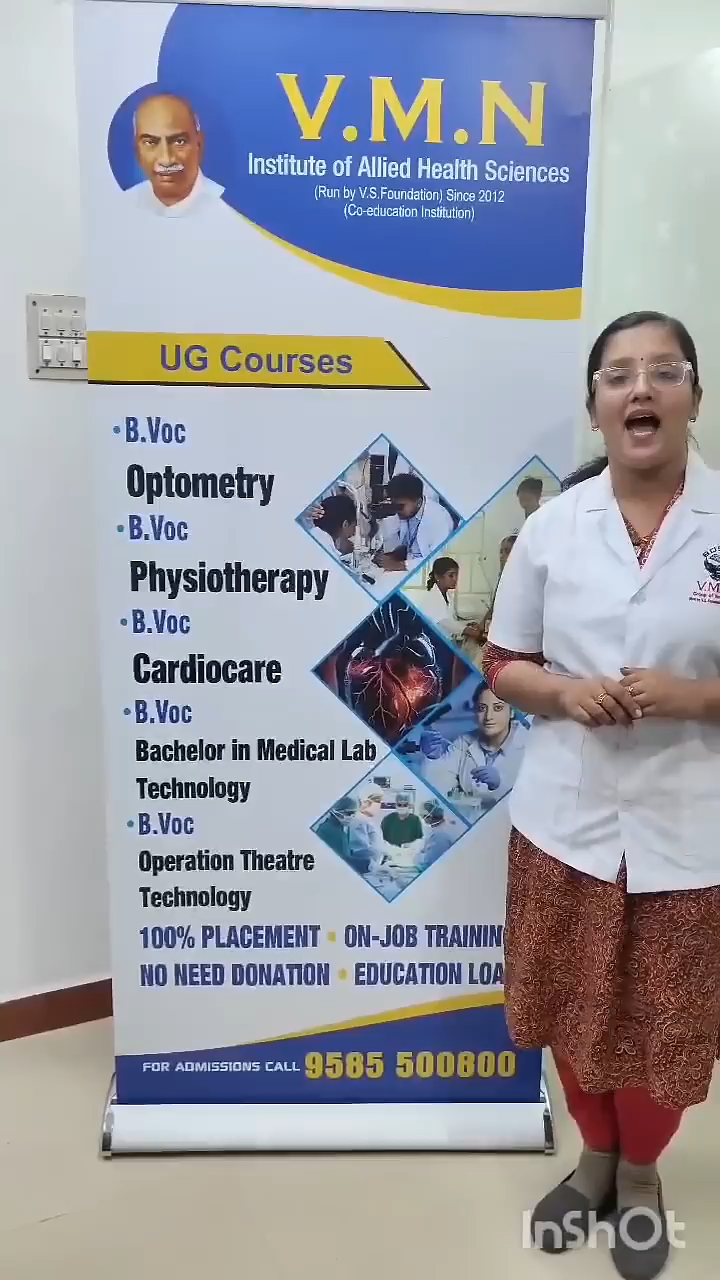 V.M.N
Institute of Allied Health Sciences
(Run by V.S.Foundation) Since 2012
(Co-education Institution)
UG Courses
•B.Voc
Optometry
•B.Voc
Physiotherapy
•B.Voc
Cardiocare
•B.Voc
Bachelor in Medical Lab
Technology
•B.Voc
Operation Theatre
Technology
100% PLACEMENT • ON-JOB TRAININ
NO NEED DONATION • EDUCATION LOA
FOR ADMISSIONS CALL 9585 500800
V.M
InShOt